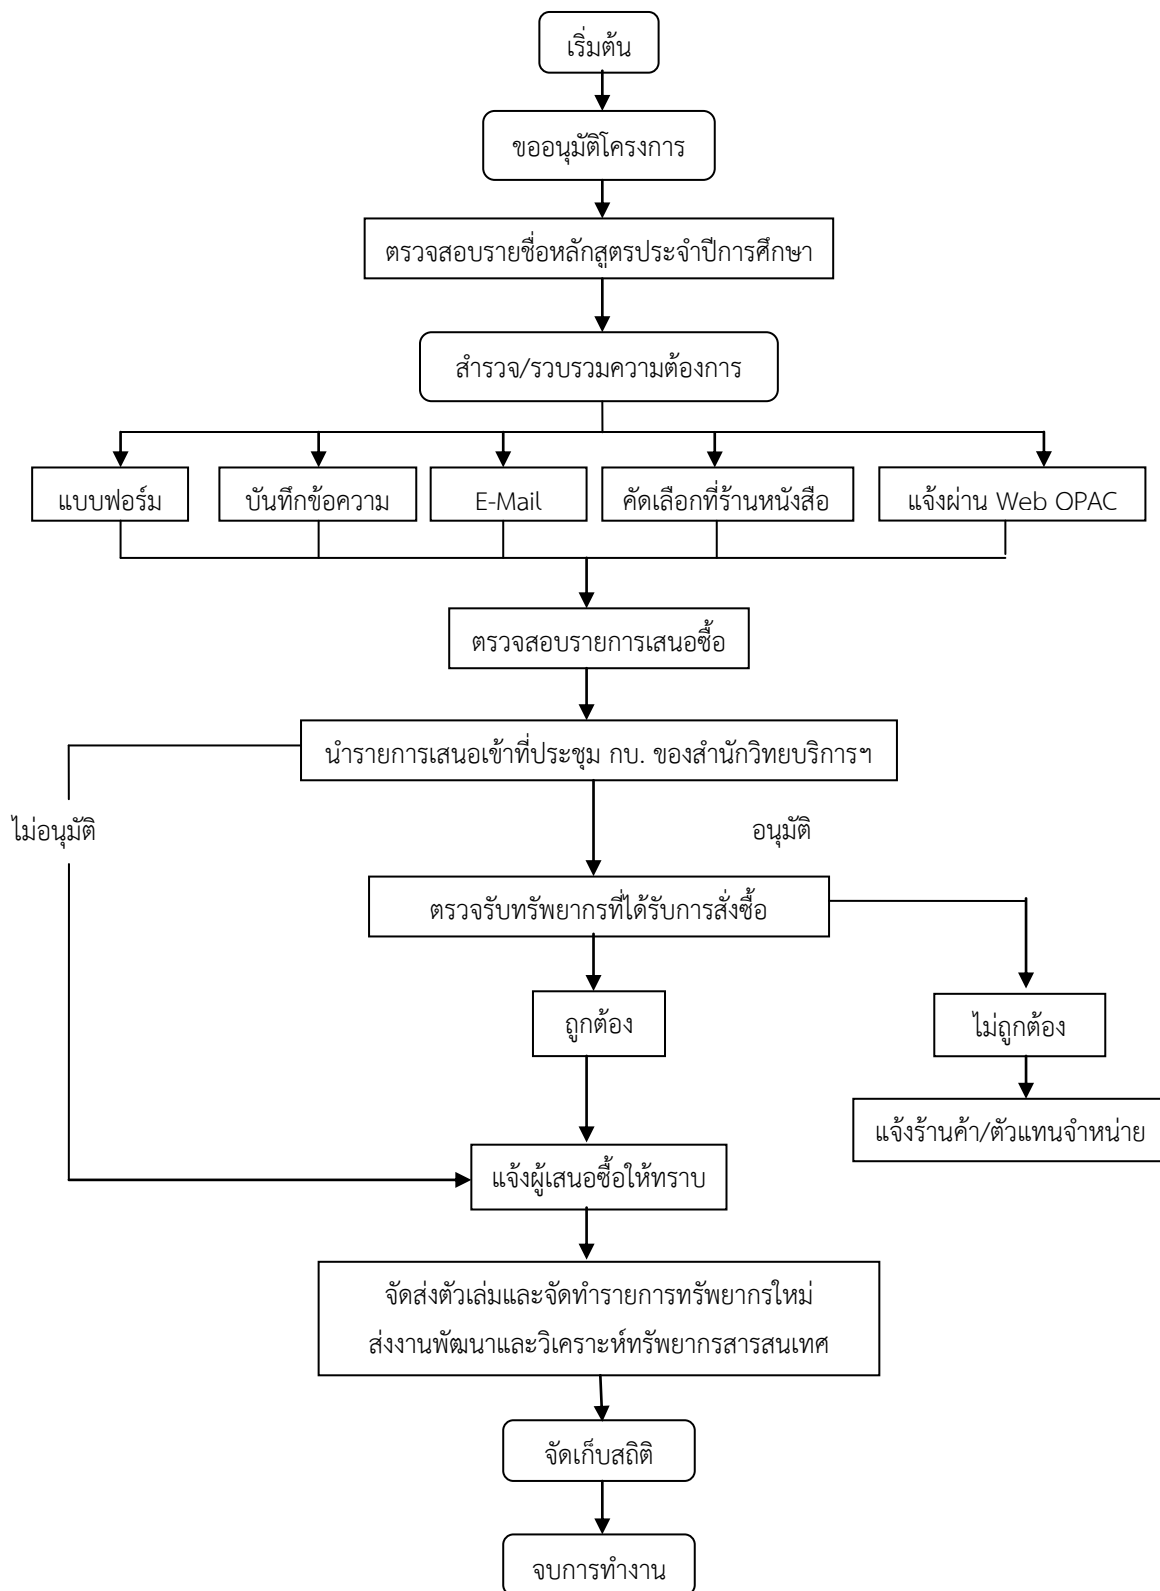 เริ่มต้น
ขออนุมัติโครงการ
ตรวจสอบรายชื่อหลักสูตรประจำปีการศึกษา
สำรวจ/รวบรวมความต้องการ
แบบฟอร์ม
บันทึกข้อความ
E-Mail
คัดเลือกที่ร้านหนังสือ
แจ้งผ่าน Web OPAC
ตรวจสอบรายการเสนอซื้อ
นำรายการเสนอเข้าที่ประชุม กบ. ของสำนักวิทยบริการฯ
ไม่อนุมัติ
อนุมัติ
ตรวจรับทรัพยากรที่ได้รับการสั่งซื้อ
ถูกต้อง
ไม่ถูกต้อง
แจ้งร้านค้า/ตัวแทนจำหน่าย
แจ้งผู้เสนอซื้อให้ทราบ
จัดส่งตัวเล่มและจัดทำรายการทรัพยากรใหม่
ส่งงานพัฒนาและวิเคราะห์ทรัพยากรสารสนเทศ
จัดเก็บสถิติ
จบการทำงาน